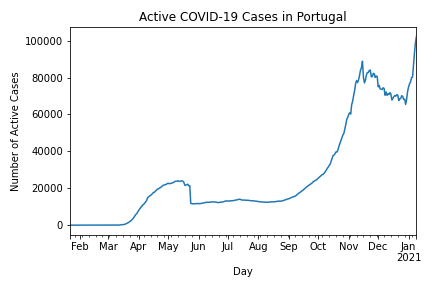 Active COVID-19 Cases in Portugal
Number of Active Cases
100000
80000
60000
40000
20000
0
Feb Mar Apr May Jun Jul Aug Sep Oct Nov Dec Jan
2021
Day